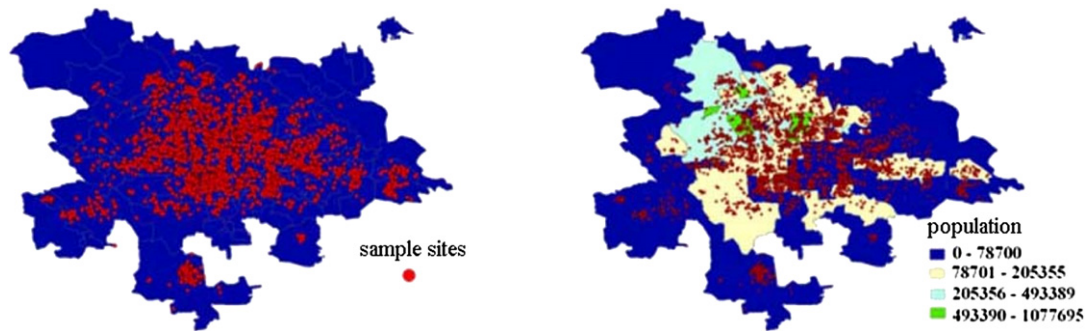 sample sites
population
0 - 78700
78701 - 205355
205356 - 493389
493390 - 1077695